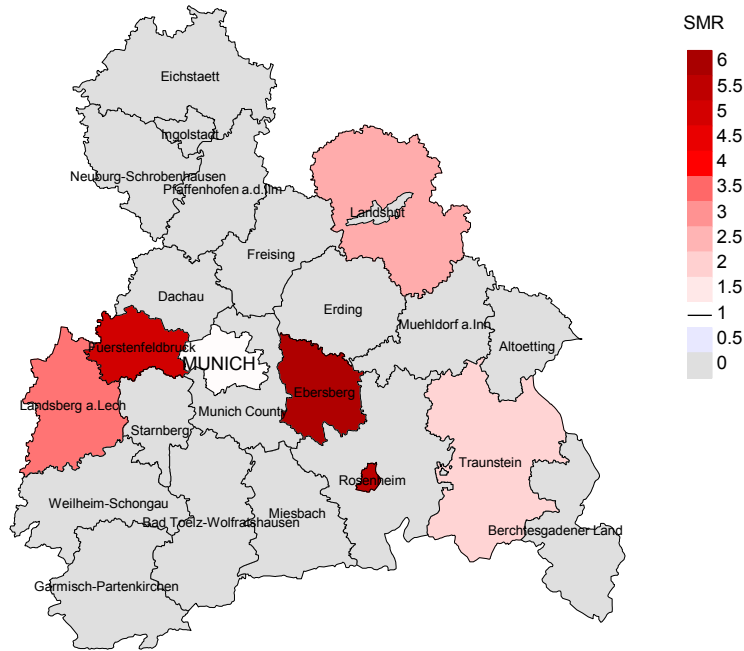 SMR
6
5.5
5
4.5
4
3.5
3
2.5
2
1.5
1
0.5
0
Eichstaett
Ingolstadt
Neuburg-Schrobenhausen
Pfaffenhofen a.d.Ilm
Landshut
Freising
Dachau
Erding
Muehldorf a.Inn
Altoetting
Fuerstenfeldbruck
MUNICH
Ebersberg
Landsberg a.Lech
Munich County
Starnberg
Traunstein
Rosenheim
Weilheim-Schongau
Miesbach
Bad Toelz-Wolfratshausen
Berchtesgadener Land
Garmisch-Partenkirchen